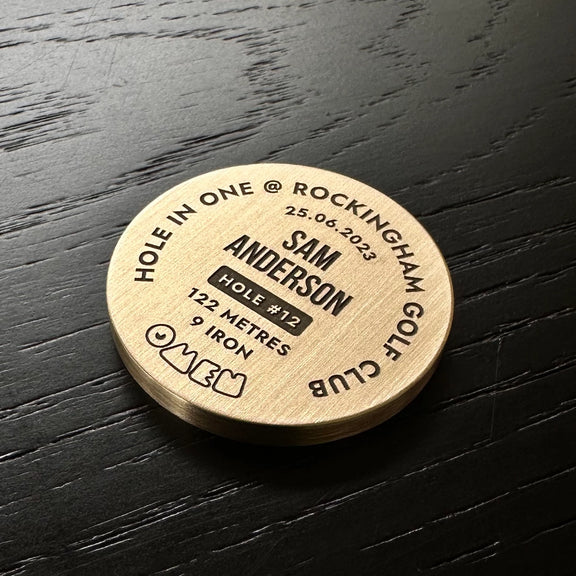 HOLE IN ONE @ ROCKINGHAM GOLF CLUB
25.06.2023
SAM
ANDERSON
HOLE #12
122 METRES
9 IRON
OMEN